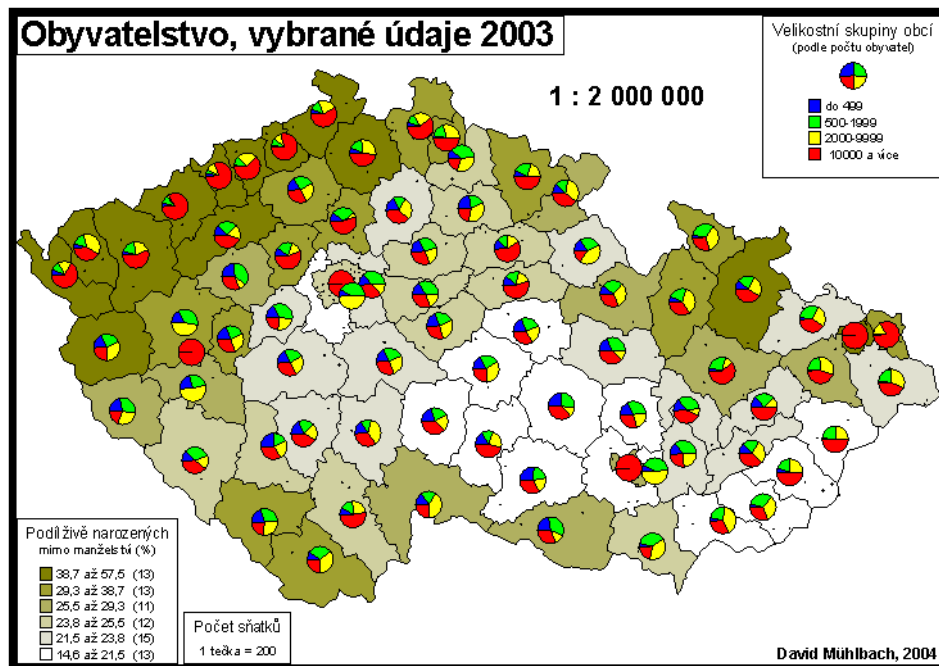 Obyvatelstvo, vybrané údaje 2003
1 : 2 000 000
Velikostní skupiny obcí
(podle počtu obyvatel)
do 499
500-1999
2000-9999
10000 a více
Podíl živě narozených
mimo manželství (%)
38,7 až 57,5 (13)
29,3 až 38,7 (13)
25,5 až 29,3 (11)
23,8 až 25,5 (12)
21,5 až 23,8 (15)
14,6 až 21,5 (13)
Počet sňatků
1 tečka = 200
David Mühlbach, 2004